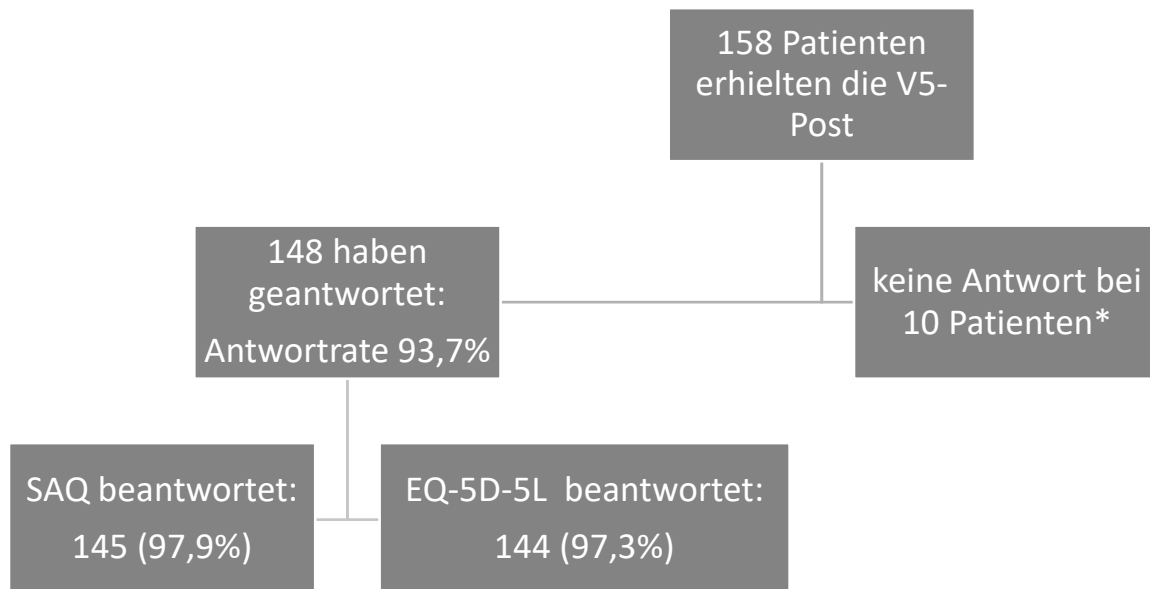 158 Patienten
erhielten die V5-
Post
148 haben
geantwortet:
Antwortrate 93,7%
keine Antwort bei
10 Patienten*
SAQ beantwortet:
145 (97,9%)
EQ-5D-5L beantwortet:
144 (97,3%)